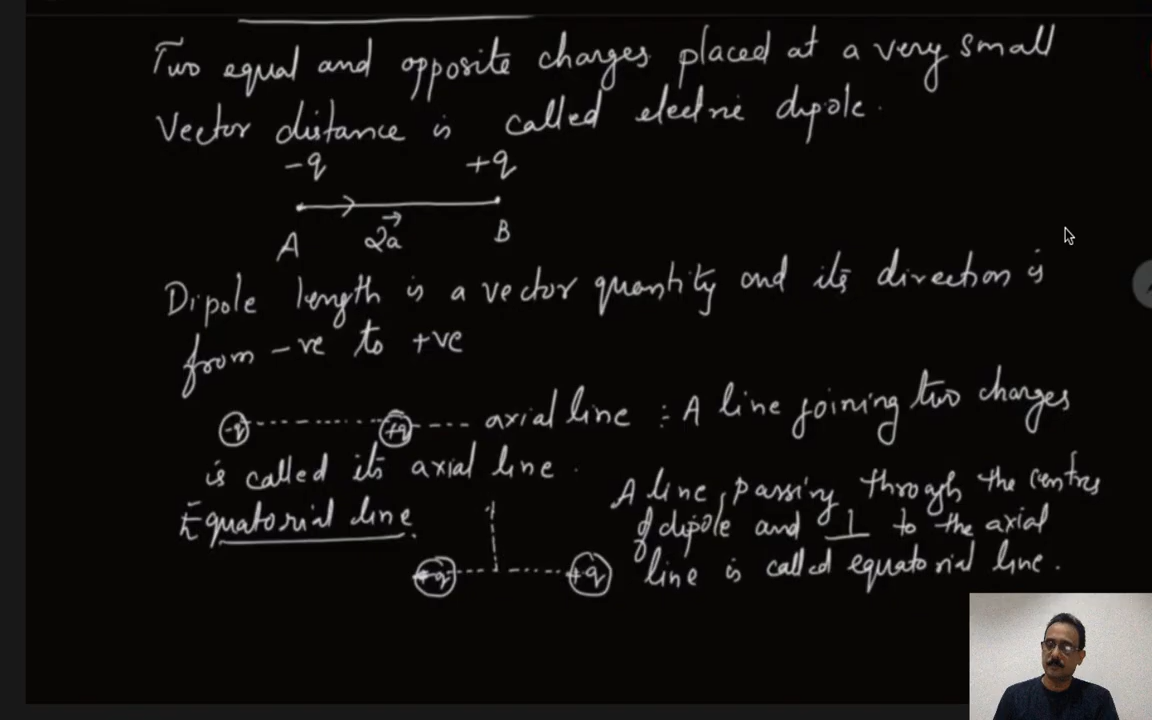 Two equal and opposite charges placed at a very small
Vector distance is called electric dipole.
-q +q
A 2a⃗ B
Dipole length is a vector quantity and its direction is
from -ve to +ve
-q +q axial line : A line joining two charges
is called its axial line.
Equatorial line.
A line, passing through the centres
of dipole and ⊥ to the axial
line is called equatorial line.
-q +q